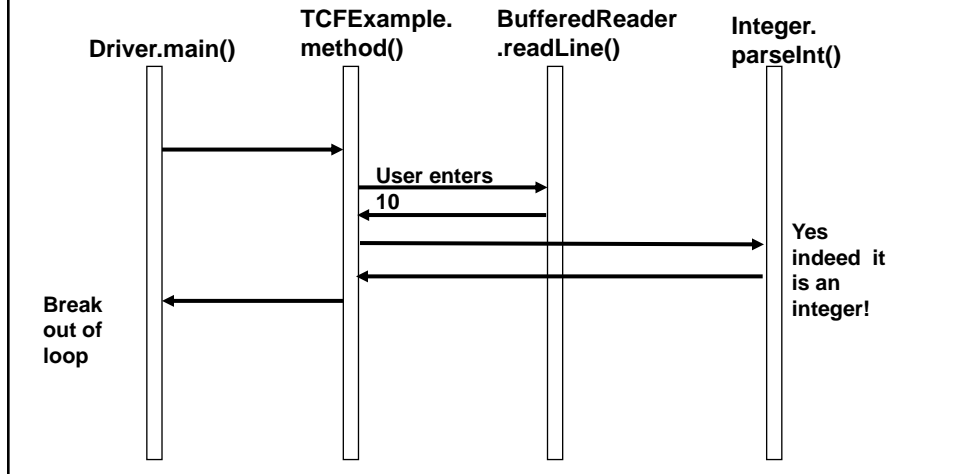 Driver.main()
TCFExample.
method()
BufferedReader
.readLine()
Integer.
parseInt()
User enters
10
Yes
indeed it
is an
integer!
Break
out of
loop